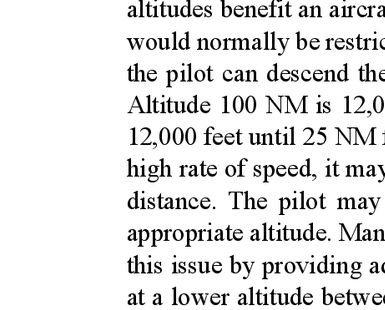 altitudes benefit an aircra
would normally be restric
the pilot can descend the
Altitude 100 NM is 12,0
12,000 feet until 25 NM
high rate of speed, it may
distance. The pilot may
appropriate altitude. Man
this issue by providing ad
at a lower altitude betwe